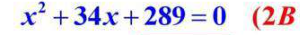 x² + 34x + 289 = 0 (2B